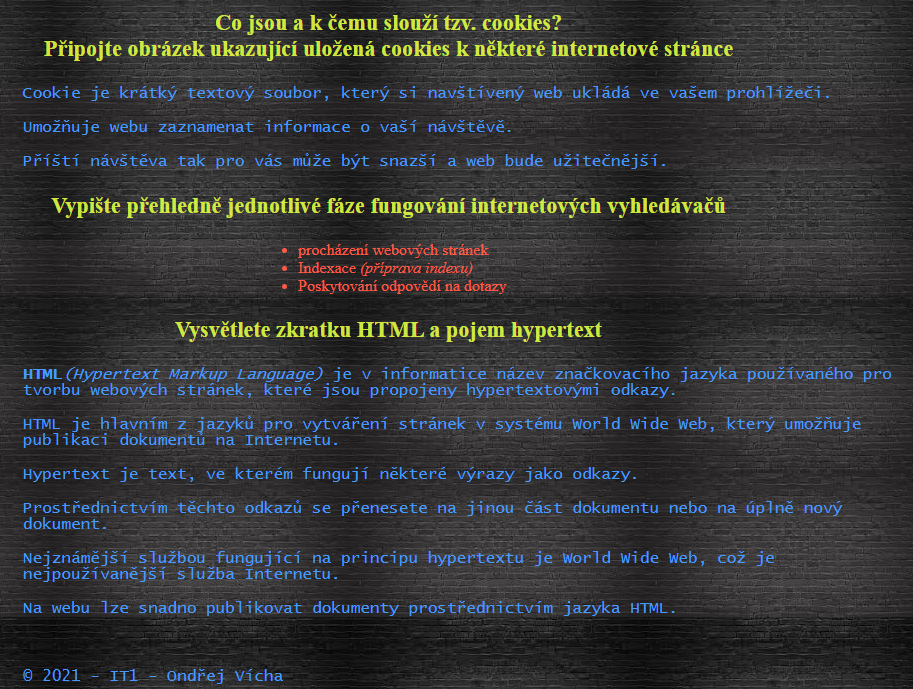 Co jsou a k čemu slouží tzv. cookies?
Připojte obrázek ukazující uložená cookies k některé internetové stránce
Cookie je krátký textový soubor, který si navštívený web ukládá ve vašem prohlížeči.
Umožňuje webu zaznamenat informace o vaší návštěvě.
Příští návštěva tak pro vás může být snazší a web bude užitečnější.
Vypište přehledně jednotlivé fáze fungování internetových vyhledávačů
• procházení webových stránek
• Indexace (příprava indexu)
• Poskytování odpovědí na dotazy
Vysvětlete zkratku HTML a pojem hypertext
HTML(Hypertext Markup Language) je v informatice název značkovacího jazyka používaného pro
tvorbu webových stránek, které jsou propojeny hypertextovými odkazy.
HTML je hlavním z jazyků pro vytváření stránek v systému World Wide Web, který umožňuje
publikaci dokumentů na Internetu.
Hypertext je text, ve kterém fungují některé výrazy jako odkazy.
Prostřednictvím těchto odkazů se přenesete na jinou část dokumentu nebo na úplně nový
dokument.
Nejznámější službou fungující na principu hypertextu je World Wide Web, což je
nejpoužívanější služba Internetu.
Na webu lze snadno publikovat dokumenty prostřednictvím jazyka HTML.
© 2021 - IT1 - Ondřej Vícha